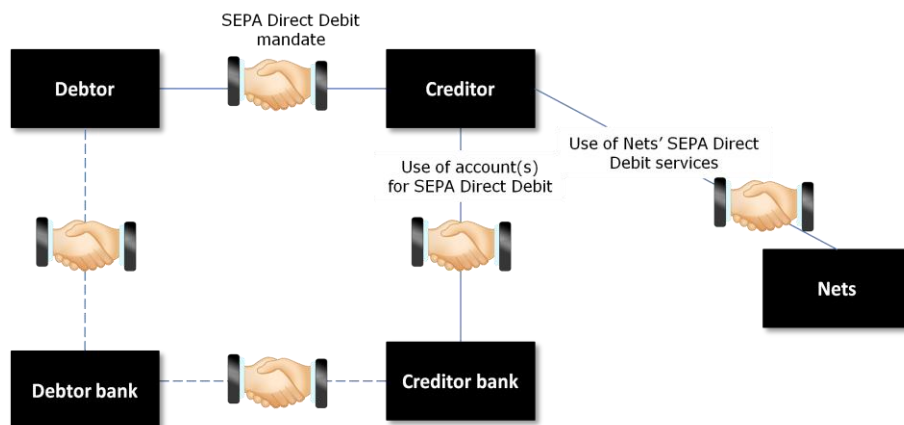 SEPA Direct Debit
mandate
Debtor
Creditor
Use of Nets’ SEPA Direct
Debit services
Use of account(s)
for SEPA Direct Debit
Nets
Debtor bank
Creditor bank